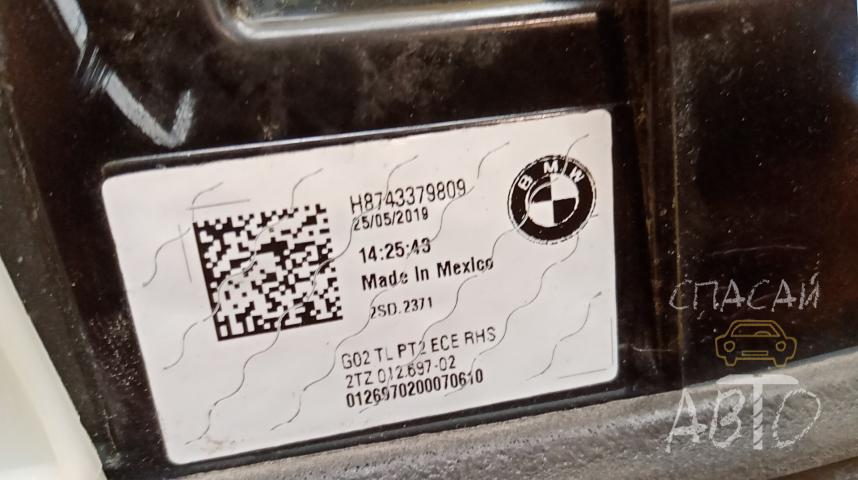 H8743379809
25/05/2019
14:25:43
Made In Mexico
2SD.2371
BMW
G02 TL PT2 ECE RHS
2TZ 012.697-02
0126970200070610
СПАСАЙ
АВТО